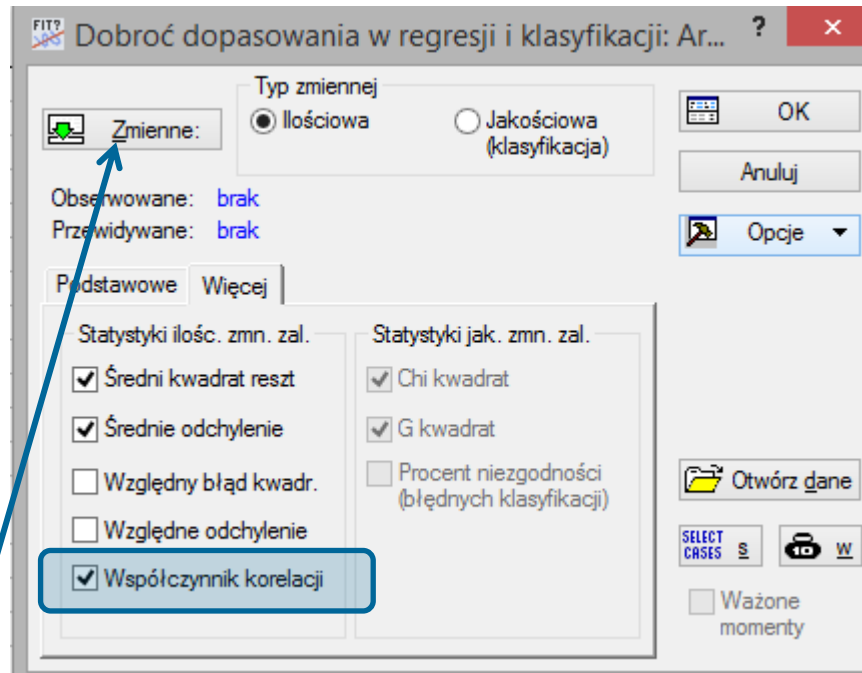 FIT? Dobroć dopasowania w regresji i klasyfikacji: Ar... ? ×
Typ zmiennej
Zmienne:
Ilościowa
Jakościowa
(klasyfikacja)
OK
Anuluj
Obserwowane: brak
Przewidywane: brak
Opcje
Podstawowe Więcej
Statystyki ilośc. zmn. zal.
Statystyki jak. zmn. zal.
Średni kwadrat reszt
Chi kwadrat
Średnie odchylenie
G kwadrat
Względny błąd kwadr.
Procent niezgodności
(błędnych klasyfikacji)
Względne odchylenie
Współczynnik korelacji
Otwórz dane
SELECT
CASES S
w
Ważone
momenty